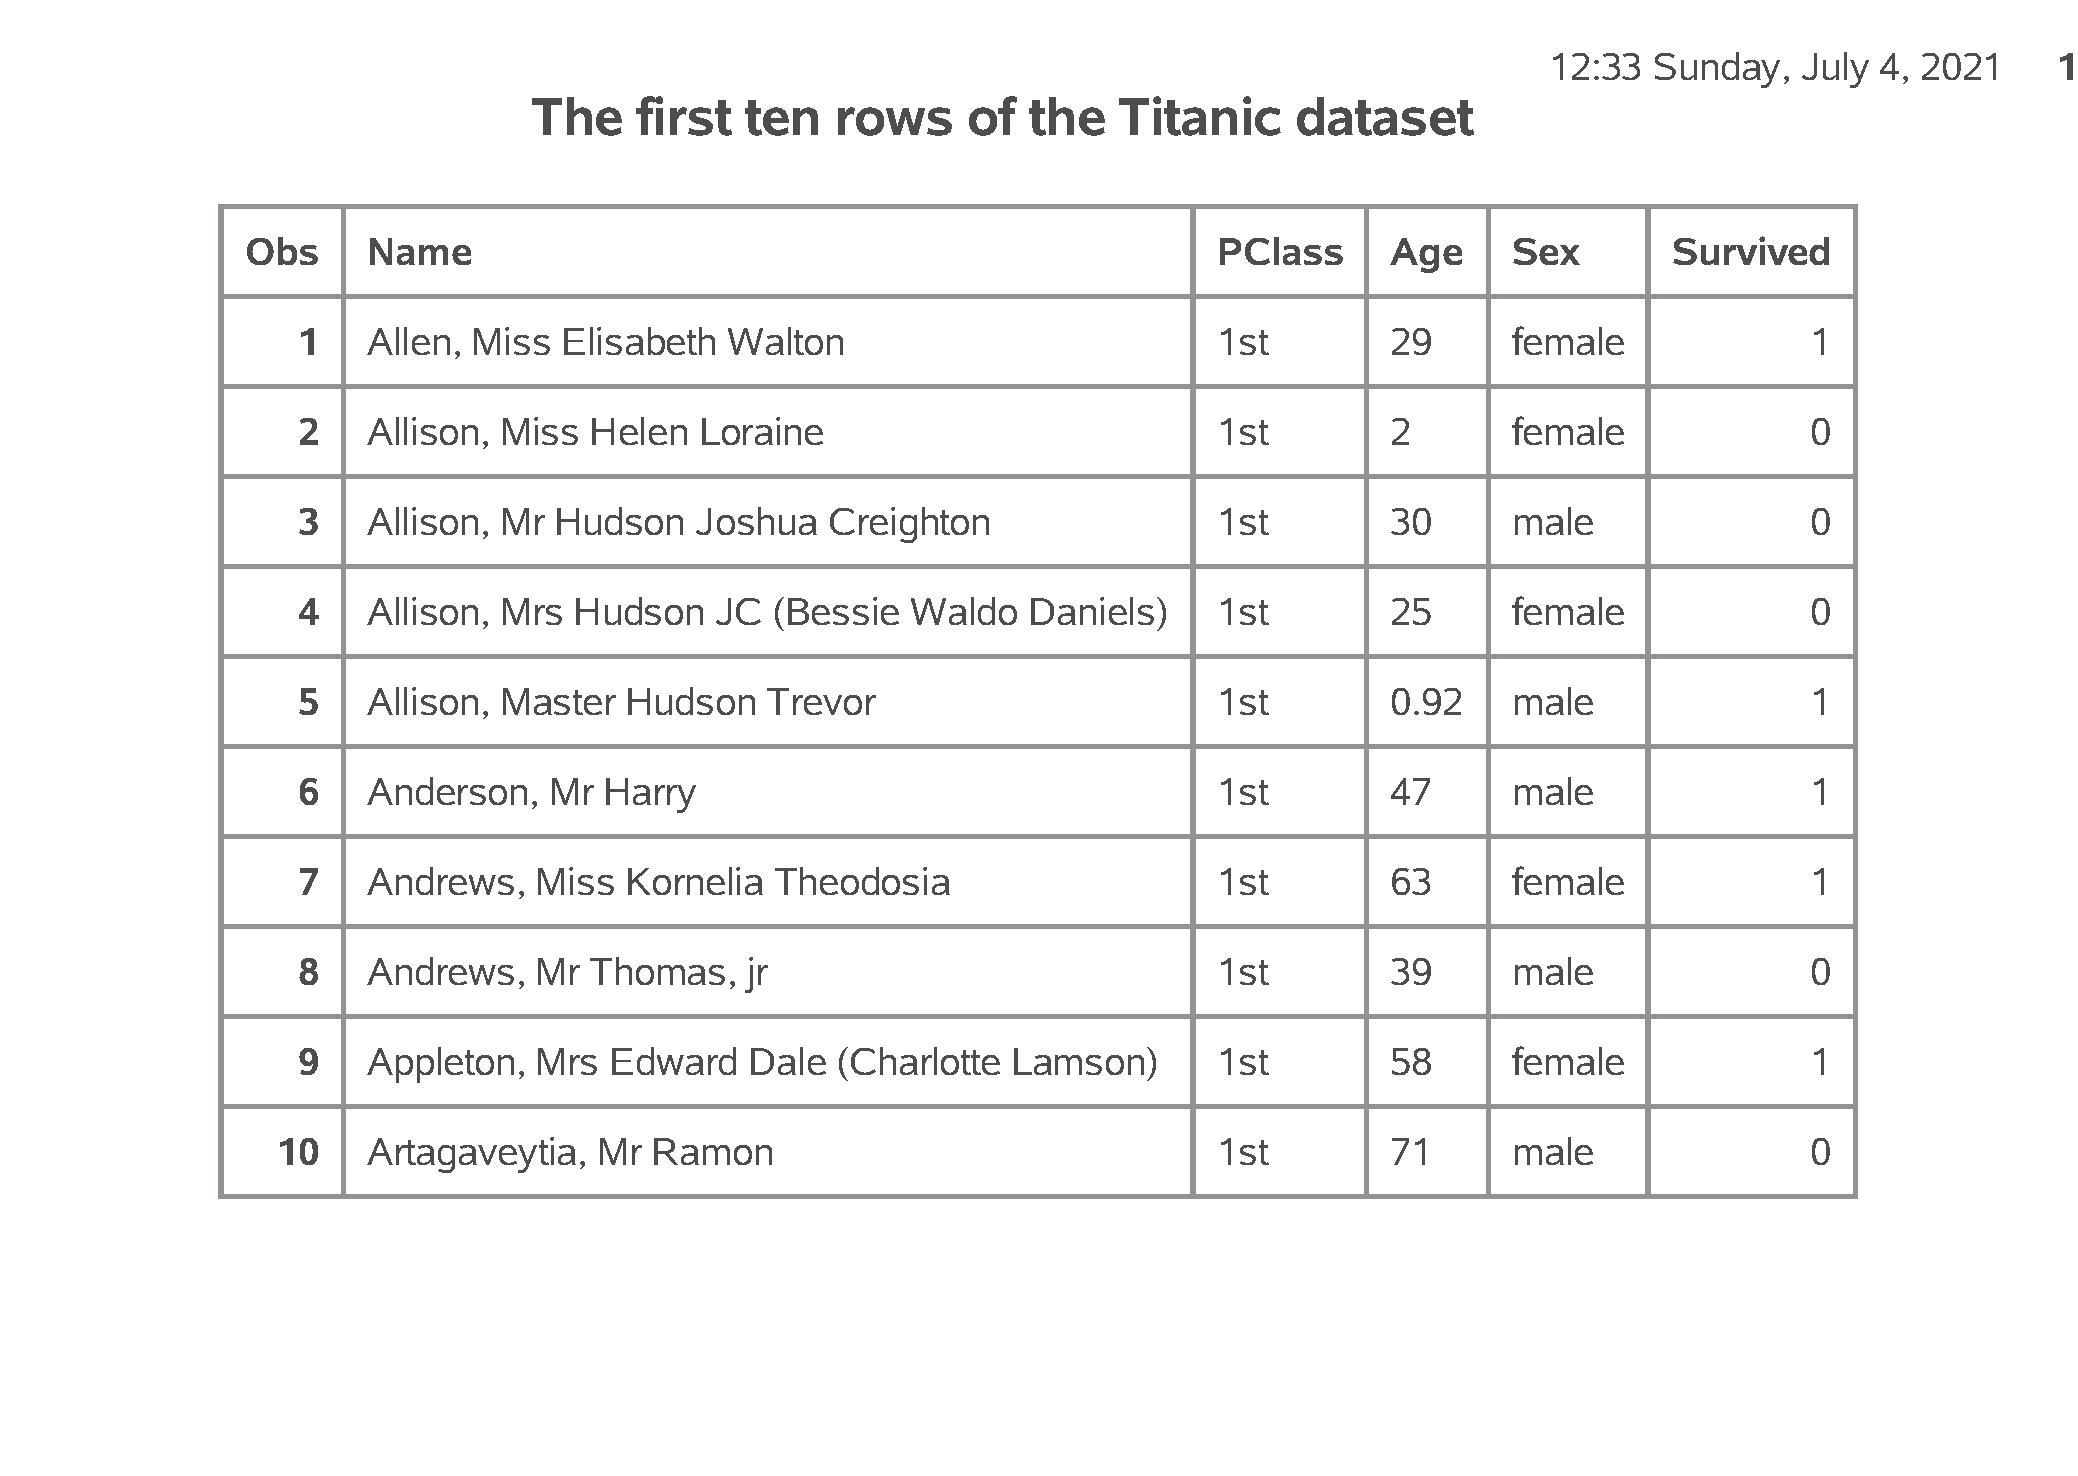 12:33 Sunday, July 4, 2021 1
The first ten rows of the Titanic dataset
Obs Name PClass Age Sex Survived
1 Allen, Miss Elisabeth Walton 1st 29 female 1
2 Allison, Miss Helen Loraine 1st 2 female 0
3 Allison, Mr Hudson Joshua Creighton 1st 30 male 0
4 Allison, Mrs Hudson JC (Bessie Waldo Daniels) 1st 25 female 0
5 Allison, Master Hudson Trevor 1st 0.92 male 1
6 Anderson, Mr Harry 1st 47 male 1
7 Andrews, Miss Kornelia Theodosia 1st 63 female 1
8 Andrews, Mr Thomas, jr 1st 39 male 0
9 Appleton, Mrs Edward Dale (Charlotte Lamson) 1st 58 female 1
10 Artagaveytia, Mr Ramon 1st 71 male 0